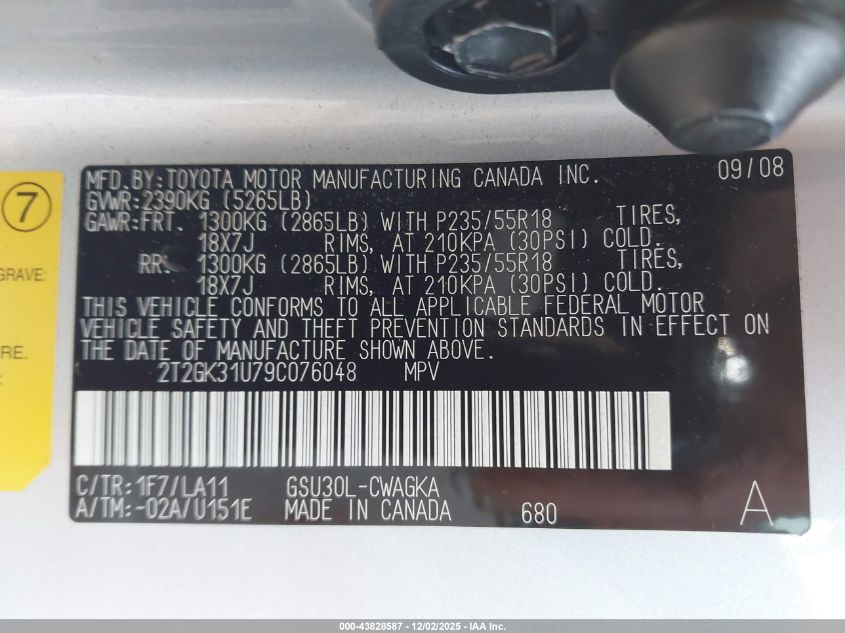 MFD. BY: TOYOTA MOTOR MANUFACTURING CANADA INC. 09/08
GVWR: 2390KG (5265LB)
GAWR: FRT. 1300KG (2865LB) WITH P235/55R18 TIRES,
18X7J RIMS, AT 210KPA (30PSI) COLD.
RR. 1300KG (2865LB) WITH P235/55R18 TIRES,
18X7J RIMS, AT 210KPA (30PSI) COLD.
THIS VEHICLE CONFORMS TO ALL APPLICABLE FEDERAL MOTOR
VEHICLE SAFETY AND THEFT PREVENTION STANDARDS IN EFFECT ON
THE DATE OF MANUFACTURE SHOWN ABOVE.
2T2GK31U79C076048 MPV
C/TR: 1F7/LA11 GSU30L-CWAGKA
A/TM:-02A/U151E MADE IN CANADA 680 A
7
GRAVE:
RE.
000-43828587 - 12/02/2025 - IAA Inc.